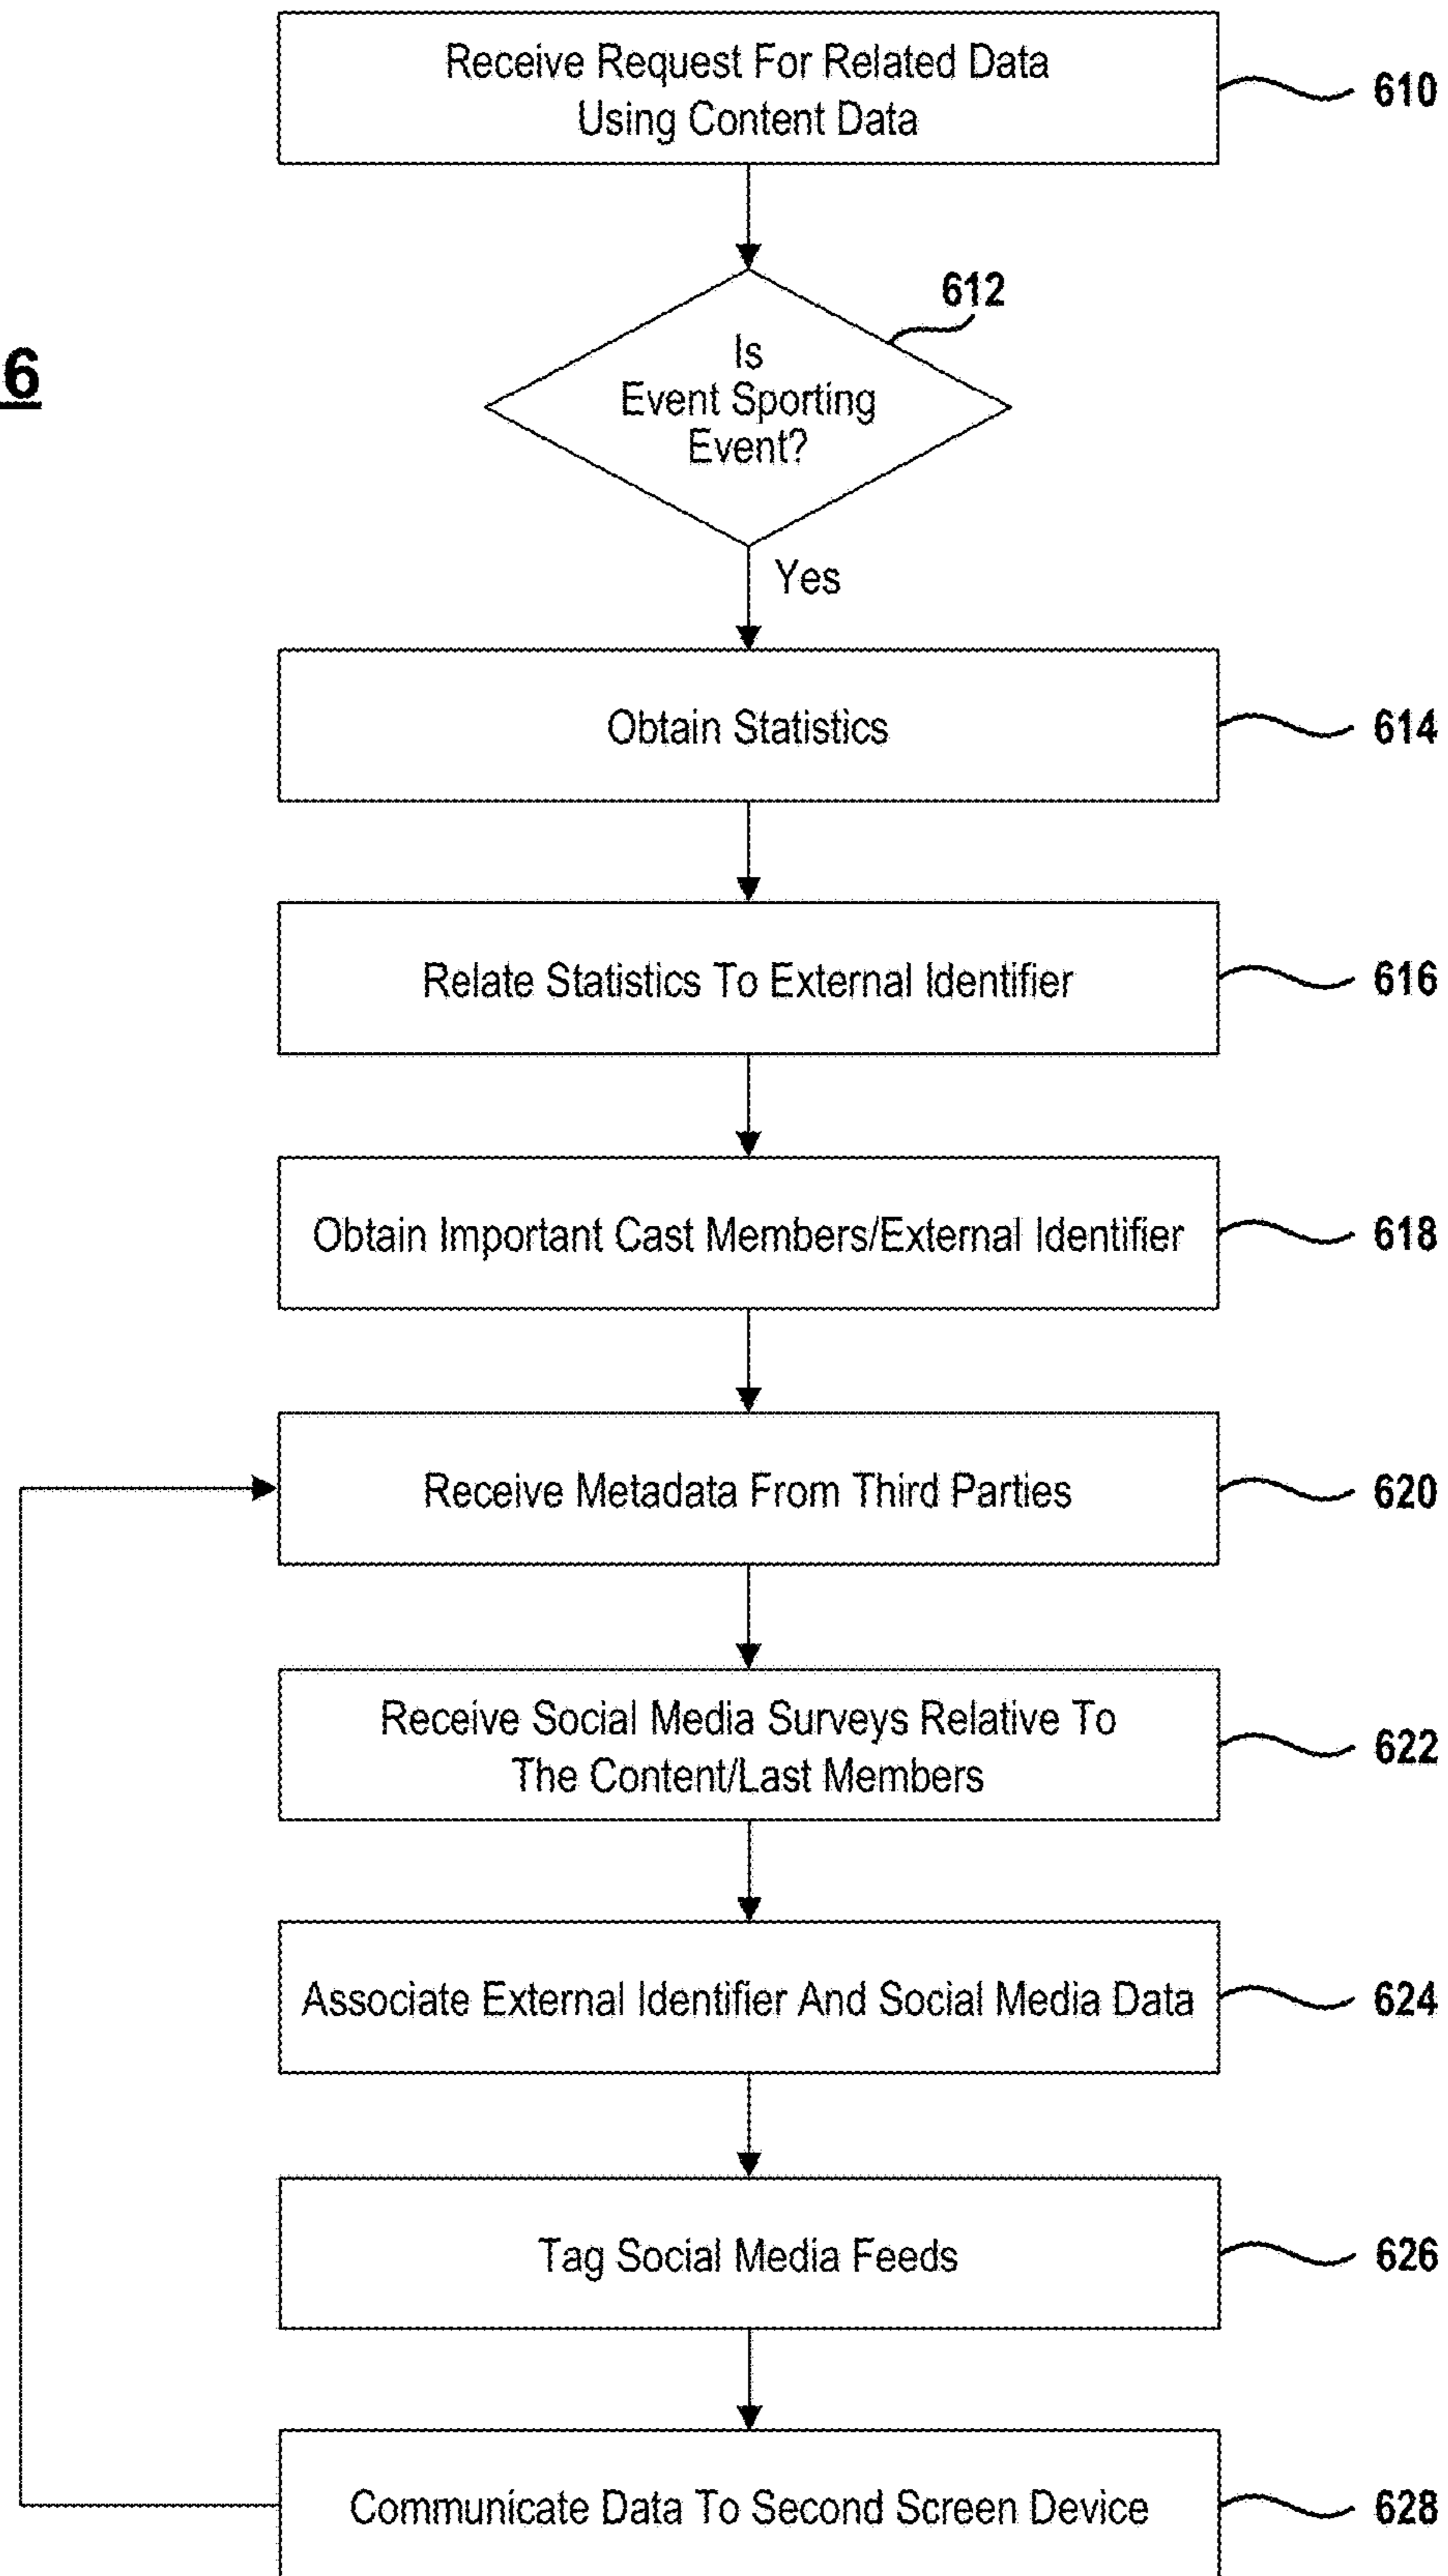 Receive Request For Related Data
Using Content Data
610
612
Is
Event Sporting
Event?
6
Yes
Obtain Statistics
614
Relate Statistics To External Identifier
616
Obtain Important Cast Members/External Identifier
618
Receive Metadata From Third Parties
620
Receive Social Media Surveys Relative To
The Content/Last Members
622
Associate External Identifier And Social Media Data
624
Tag Social Media Feeds
626
Communicate Data To Second Screen Device
628